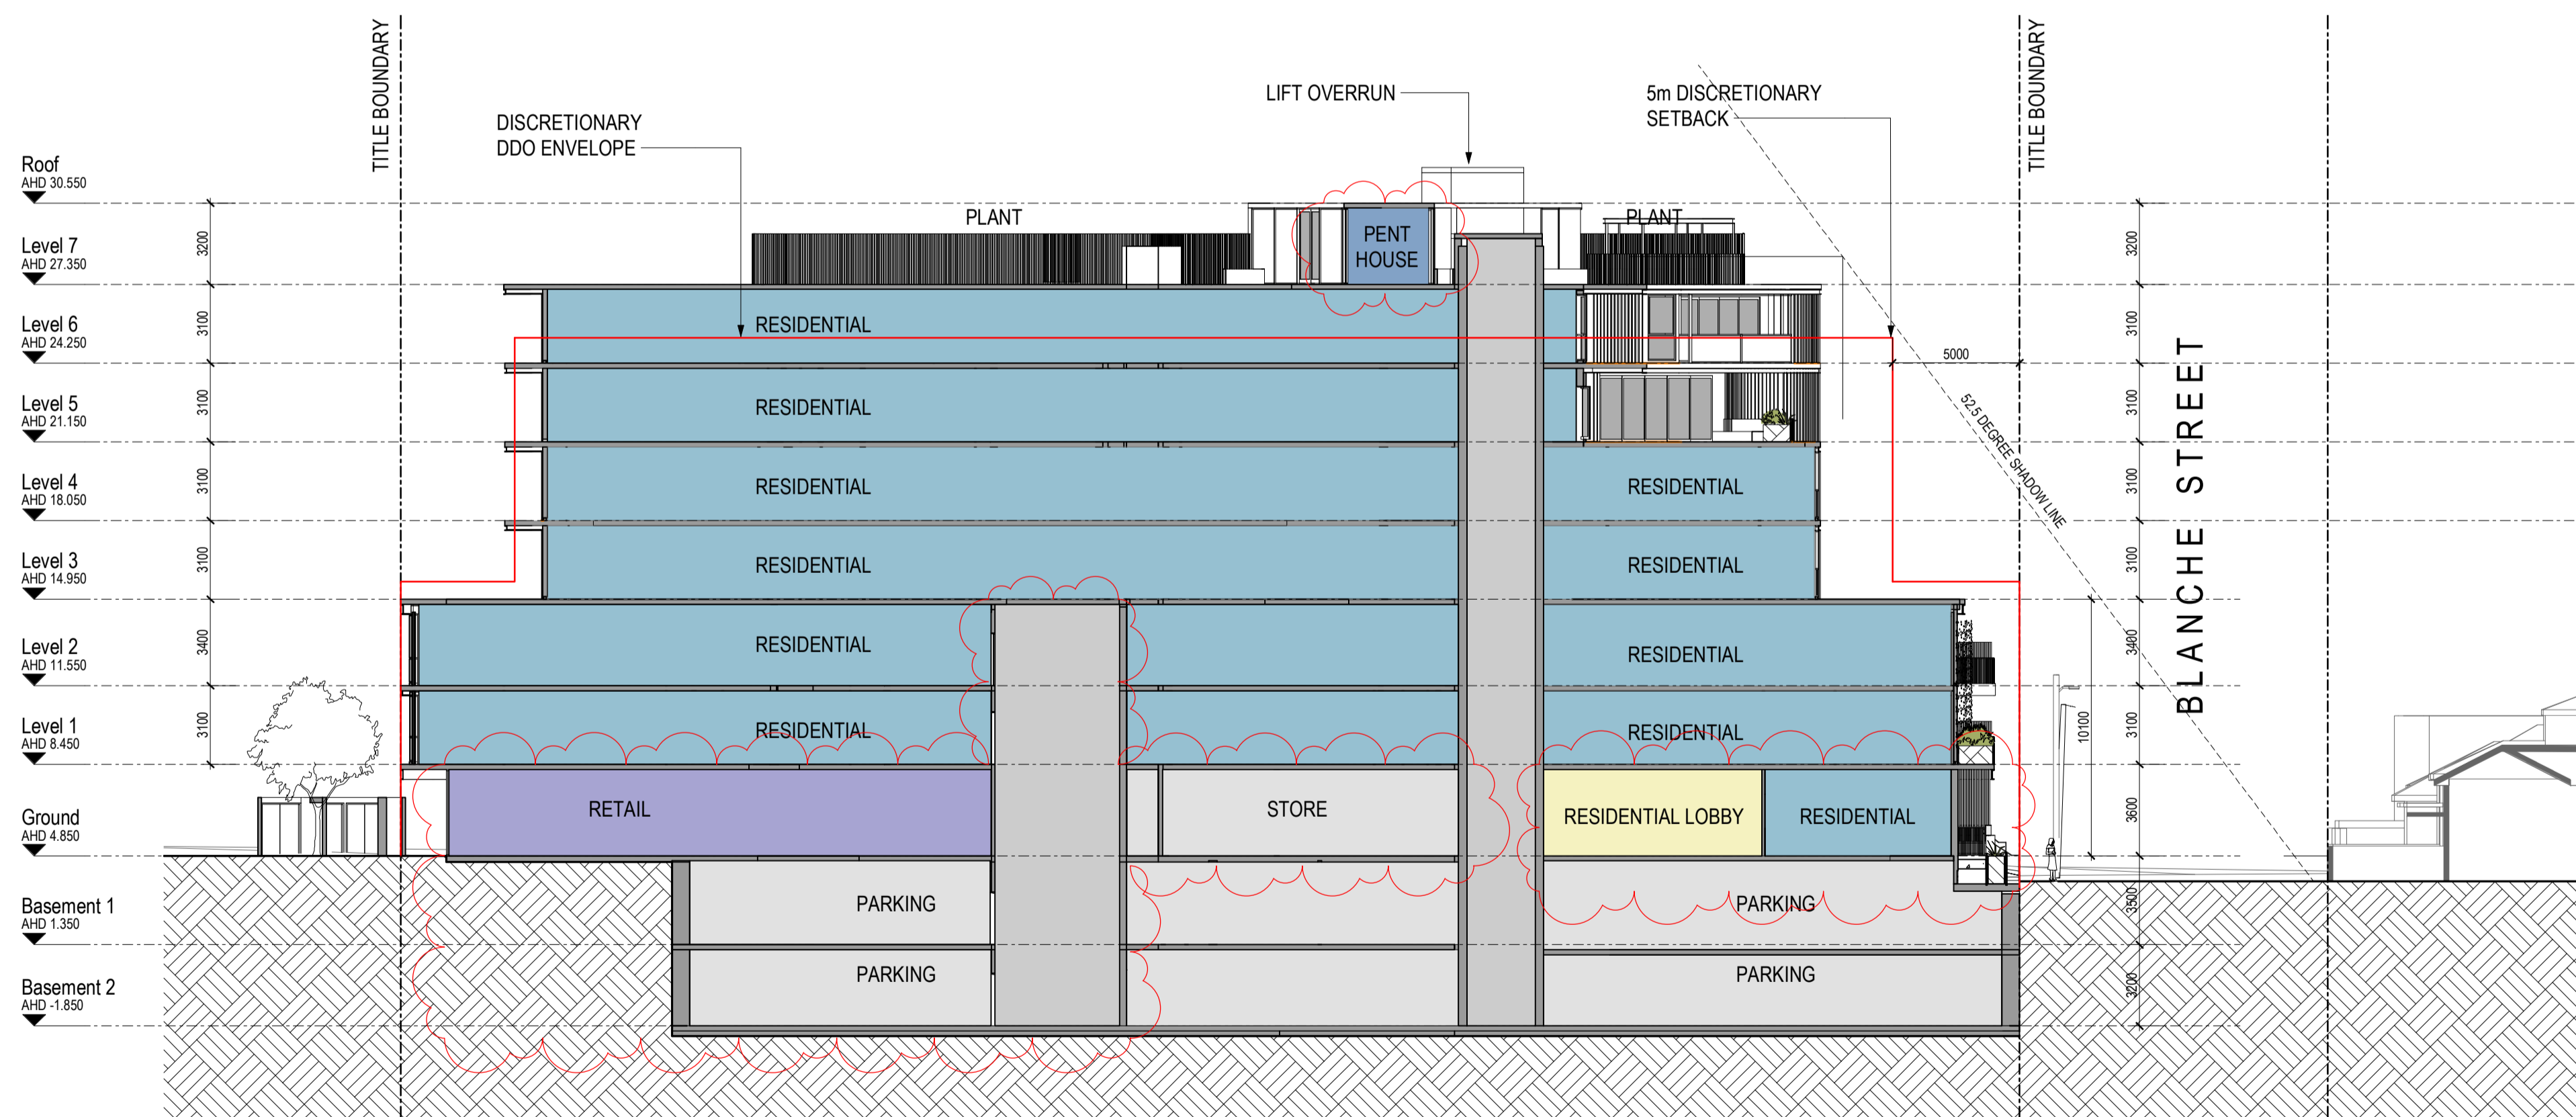 TITLE BOUNDARY
TITLE BOUNDARY
LIFT OVERRUN
5m DISCRETIONARY
SETBACK
DISCRETIONARY
DDO ENVELOPE
Roof
AHD 30.550
PLANT
PLANT
PENT
HOUSE
3200
3200
Level 7
AHD 27.350
RESIDENTIAL
3100
3100
Level 6
AHD 24.250
5000
RESIDENTIAL
3100
3100
Level 5
AHD 21.150
52.5 DEGREE SHADOW LINE
BLANCHE STREET
RESIDENTIAL
RESIDENTIAL
3100
3100
Level 4
AHD 18.050
RESIDENTIAL
RESIDENTIAL
3100
3100
Level 3
AHD 14.950
RESIDENTIAL
RESIDENTIAL
3400
3400
Level 2
AHD 11.550
RESIDENTIAL
RESIDENTIAL
3100
10100
3100
Level 1
AHD 8.450
RETAIL
STORE
RESIDENTIAL LOBBY
RESIDENTIAL
3600
Ground
AHD 4.850
PARKING
PARKING
3500
Basement 1
AHD 1.350
PARKING
PARKING
3200
Basement 2
AHD -1.850